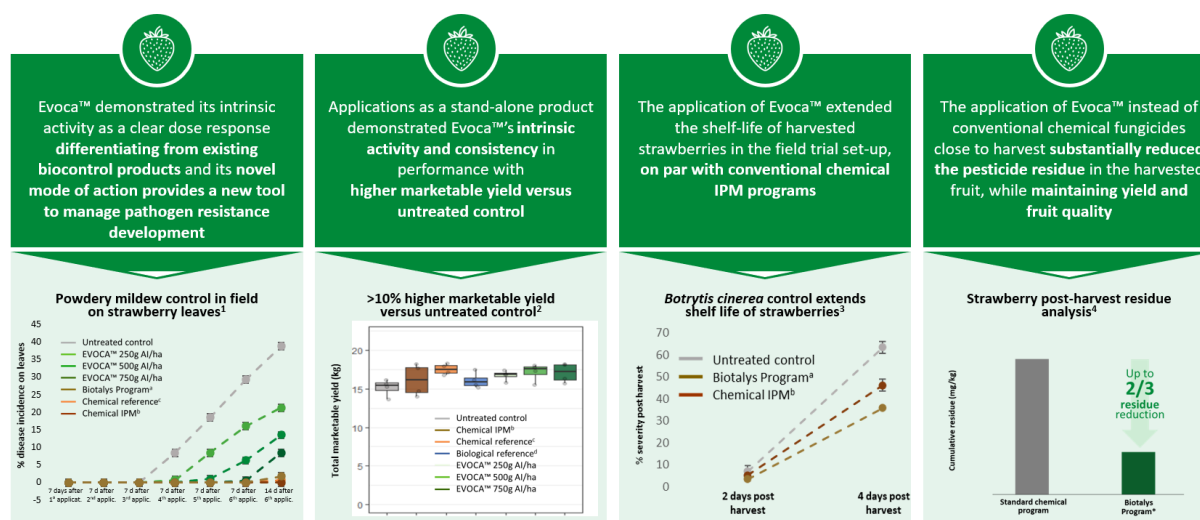 Evoca™ demonstrated its intrinsic
activity as a clear dose response
differentiating from existing
biocontrol products and its novel
mode of action provides a new tool
to manage pathogen resistance
development
Powdery mildew control in field
on strawberry leaves¹
% disease incidence on leaves
45
40
35
30
25
20
15
10
5
0
-5
Untreated control
EVOCA™ 250g AI/ha
EVOCA™ 500g AI/ha
EVOCA™ 750g AI/ha
Biotalys Programᵃ
Chemical referenceᶜ
Chemical IPMᵇ
7 days after
1ˢᵗ applicat.
7 d after
2ⁿᵈ applic.
7 d after
3ʳᵈ applic.
7 d after
4ᵗʰ applic.
7 d after
5ᵗʰ applic.
7 d after
6ᵗʰ applic.
14 d after
6ᵗʰ applic.
Applications as a stand-alone product
demonstrated Evoca™'s intrinsic
activity and consistency in
performance with
higher marketable yield versus
untreated control
>10% higher marketable yield
versus untreated control²
Total marketable yield (kg)
20
15
10
5
0
Untreated control
Chemical IPMᵇ
Chemical referenceᶜ
Biological referenceᵈ
EVOCA™ 250g AI/ha
EVOCA™ 500g AI/ha
EVOCA™ 750g AI/ha
The application of Evoca™ extended
the shelf-life of harvested
strawberries in the field trial set-up,
on par with conventional chemical
IPM programs
Botrytis cinerea control extends
shelf life of strawberries³
% severity post harvest
70
60
50
40
30
20
10
0
Untreated control
Biotalys Programᵃ
Chemical IPMᵇ
2 days post
harvest
4 days post
harvest
The application of Evoca™ instead of
conventional chemical fungicides
close to harvest substantially reduced
the pesticide residue in the harvested
fruit, while maintaining yield and
fruit quality
Strawberry post-harvest residue
analysis⁴
Cumulative residue (mg/kg)
Up to
2/3
residue
reduction
Standard chemical
program
Biotalys
Program*